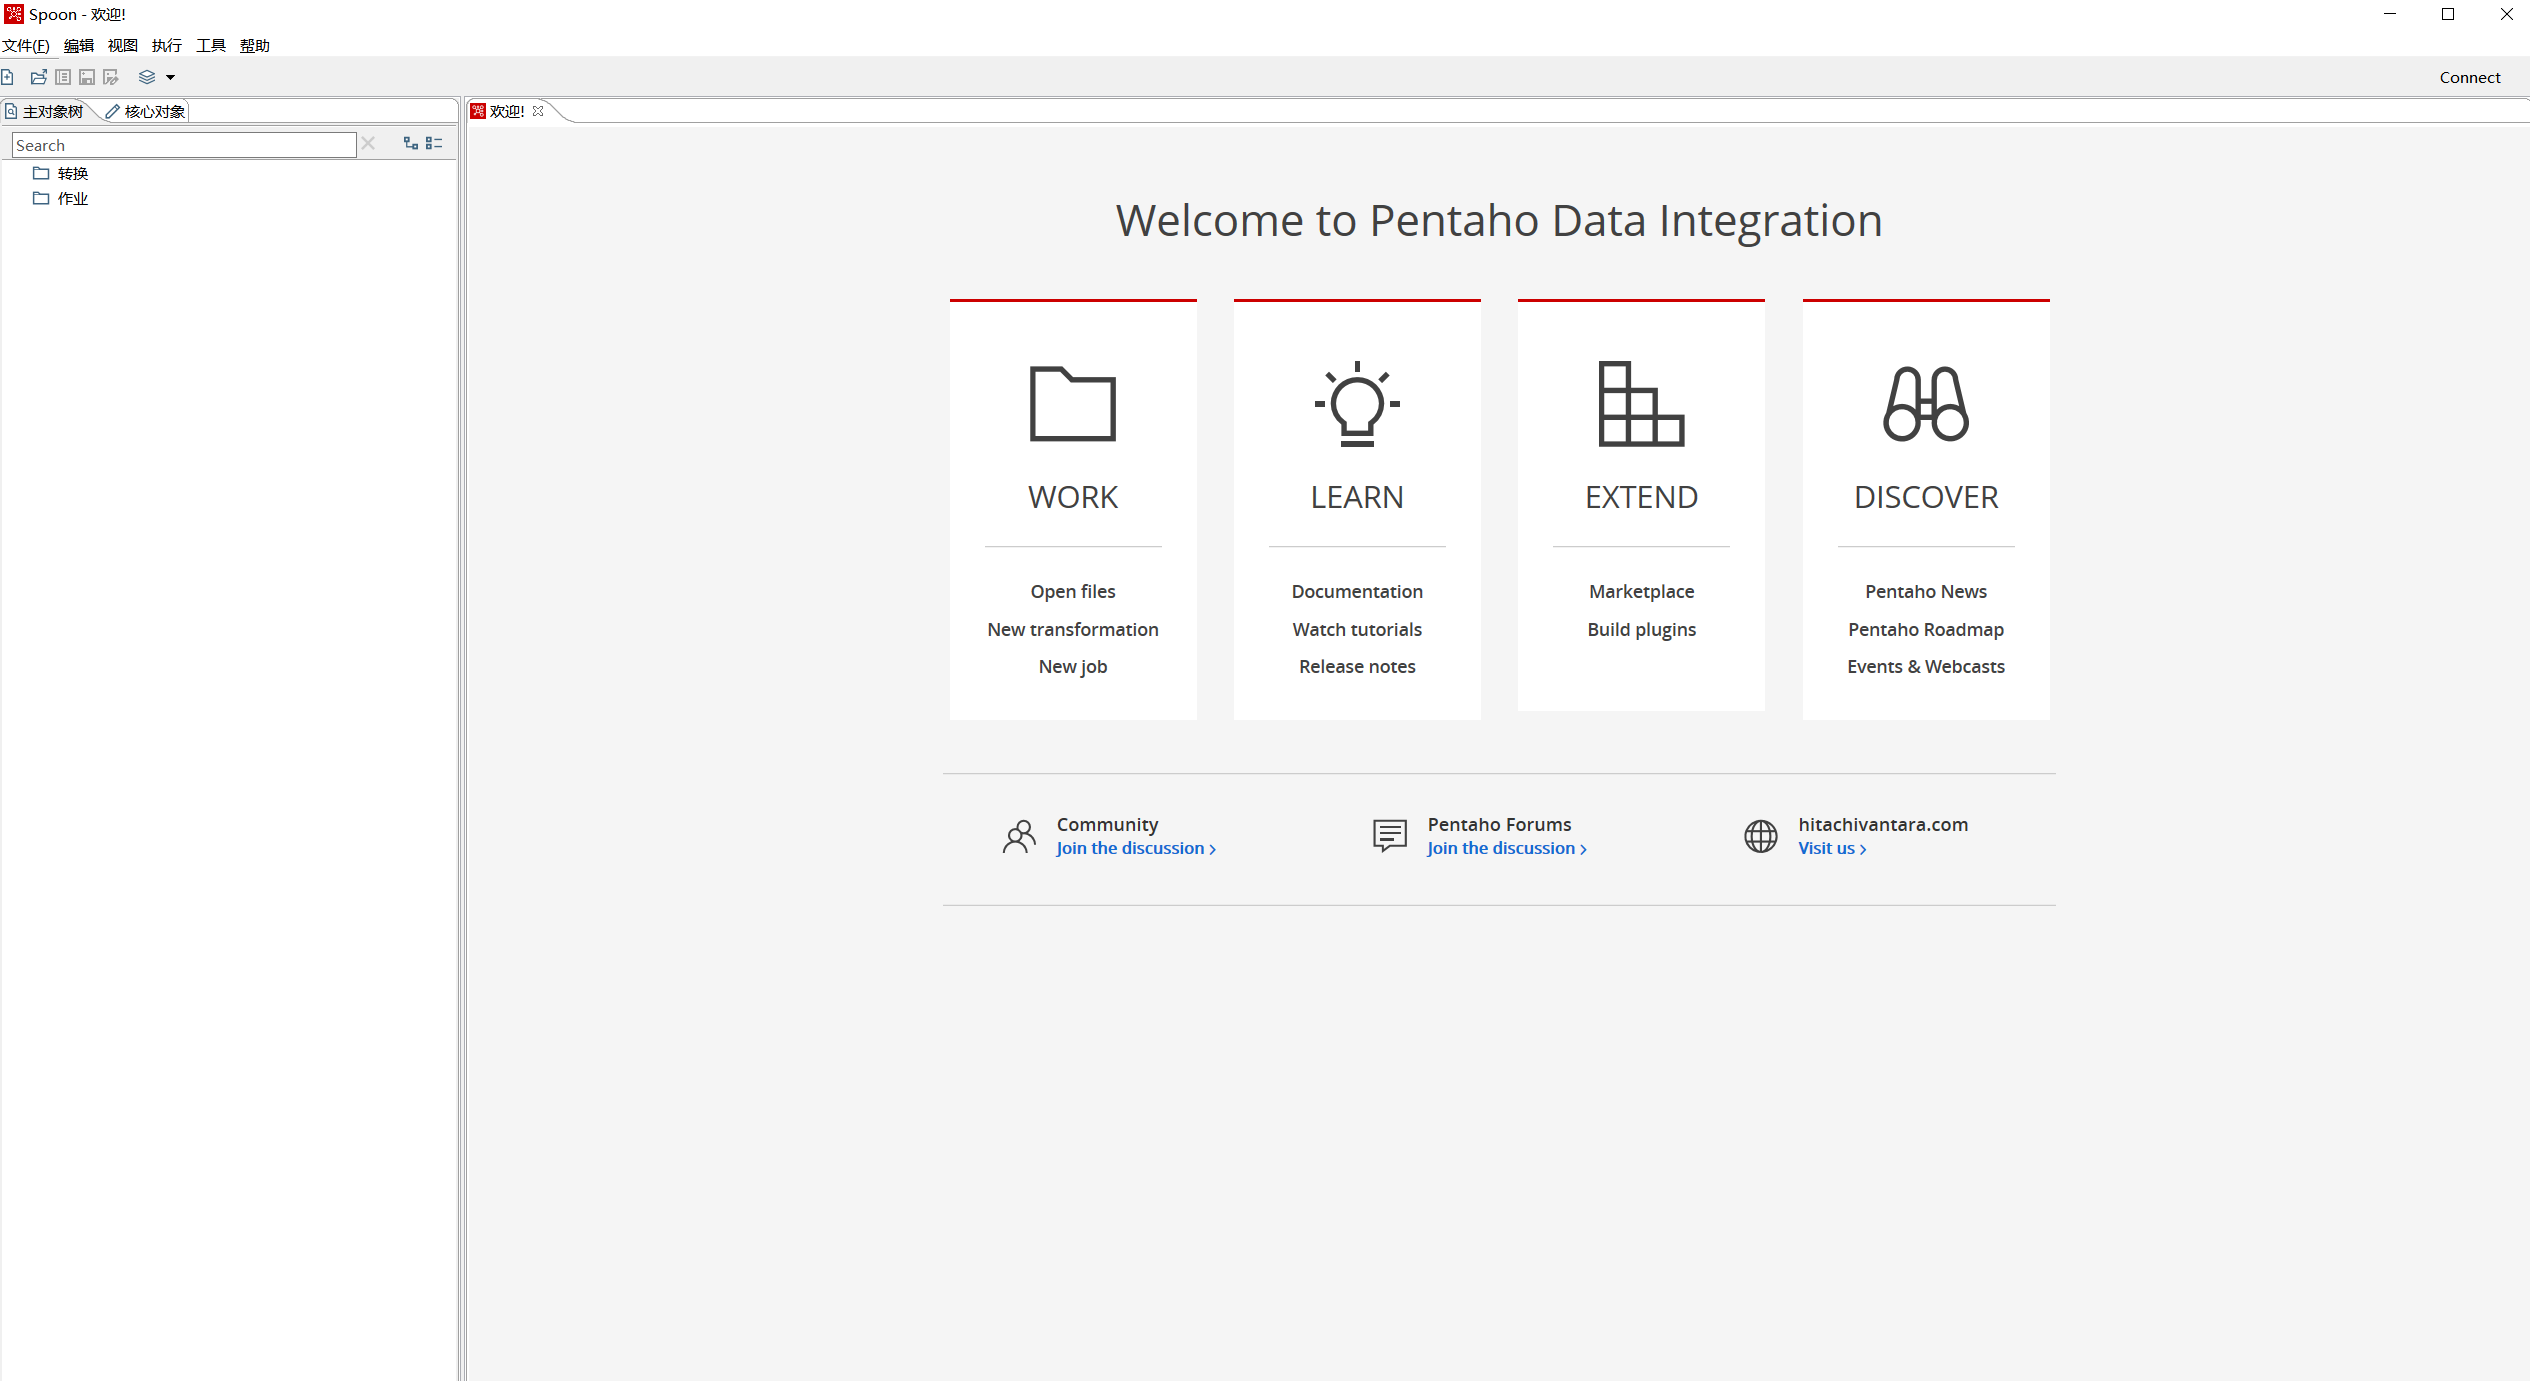 Spoon - 欢迎!
文件(F) 编辑 视图 执行 工具 帮助
Connect
主对象树 核心对象
欢迎!
Search
转换
作业
Welcome to Pentaho Data Integration
WORK
Open files
New transformation
New job
LEARN
Documentation
Watch tutorials
Release notes
EXTEND
Marketplace
Build plugins
DISCOVER
Pentaho News
Pentaho Roadmap
Events & Webcasts
Community
Join the discussion ›
Pentaho Forums
Join the discussion ›
hitachivantara.com
Visit us ›